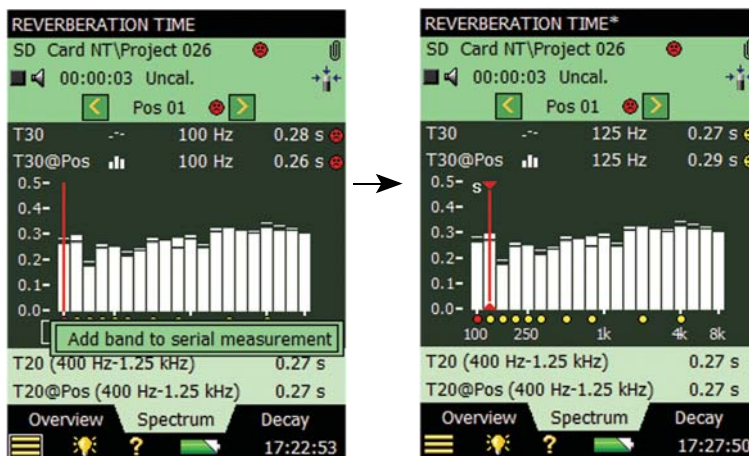 REVERBERATION TIME
SD Card NT\Project 026
00:00:03 Uncal.
< Pos 01 >
T30 100 Hz 0.28 s
T30@Pos 100 Hz 0.26 s
0.5
0.4
0.3
0.2
0.1
0.0
Add band to serial measurement
T20 (400 Hz-1.25 kHz) 0.27 s
T20@Pos (400 Hz-1.25 kHz) 0.27 s
Overview Spectrum Decay
? 17:22:53
REVERBERATION TIME*
SD Card NT\Project 026
00:00:03 Uncal.
< Pos 01 >
T30 125 Hz 0.27 s
T30@Pos 125 Hz 0.29 s
0.5
s
0.4
0.3
0.2
0.1
0.0
100 250 1k 4k 8k
T20 (400 Hz-1.25 kHz) 0.27 s
T20@Pos (400 Hz-1.25 kHz) 0.27 s
Overview Spectrum Decay
? 17:27:50